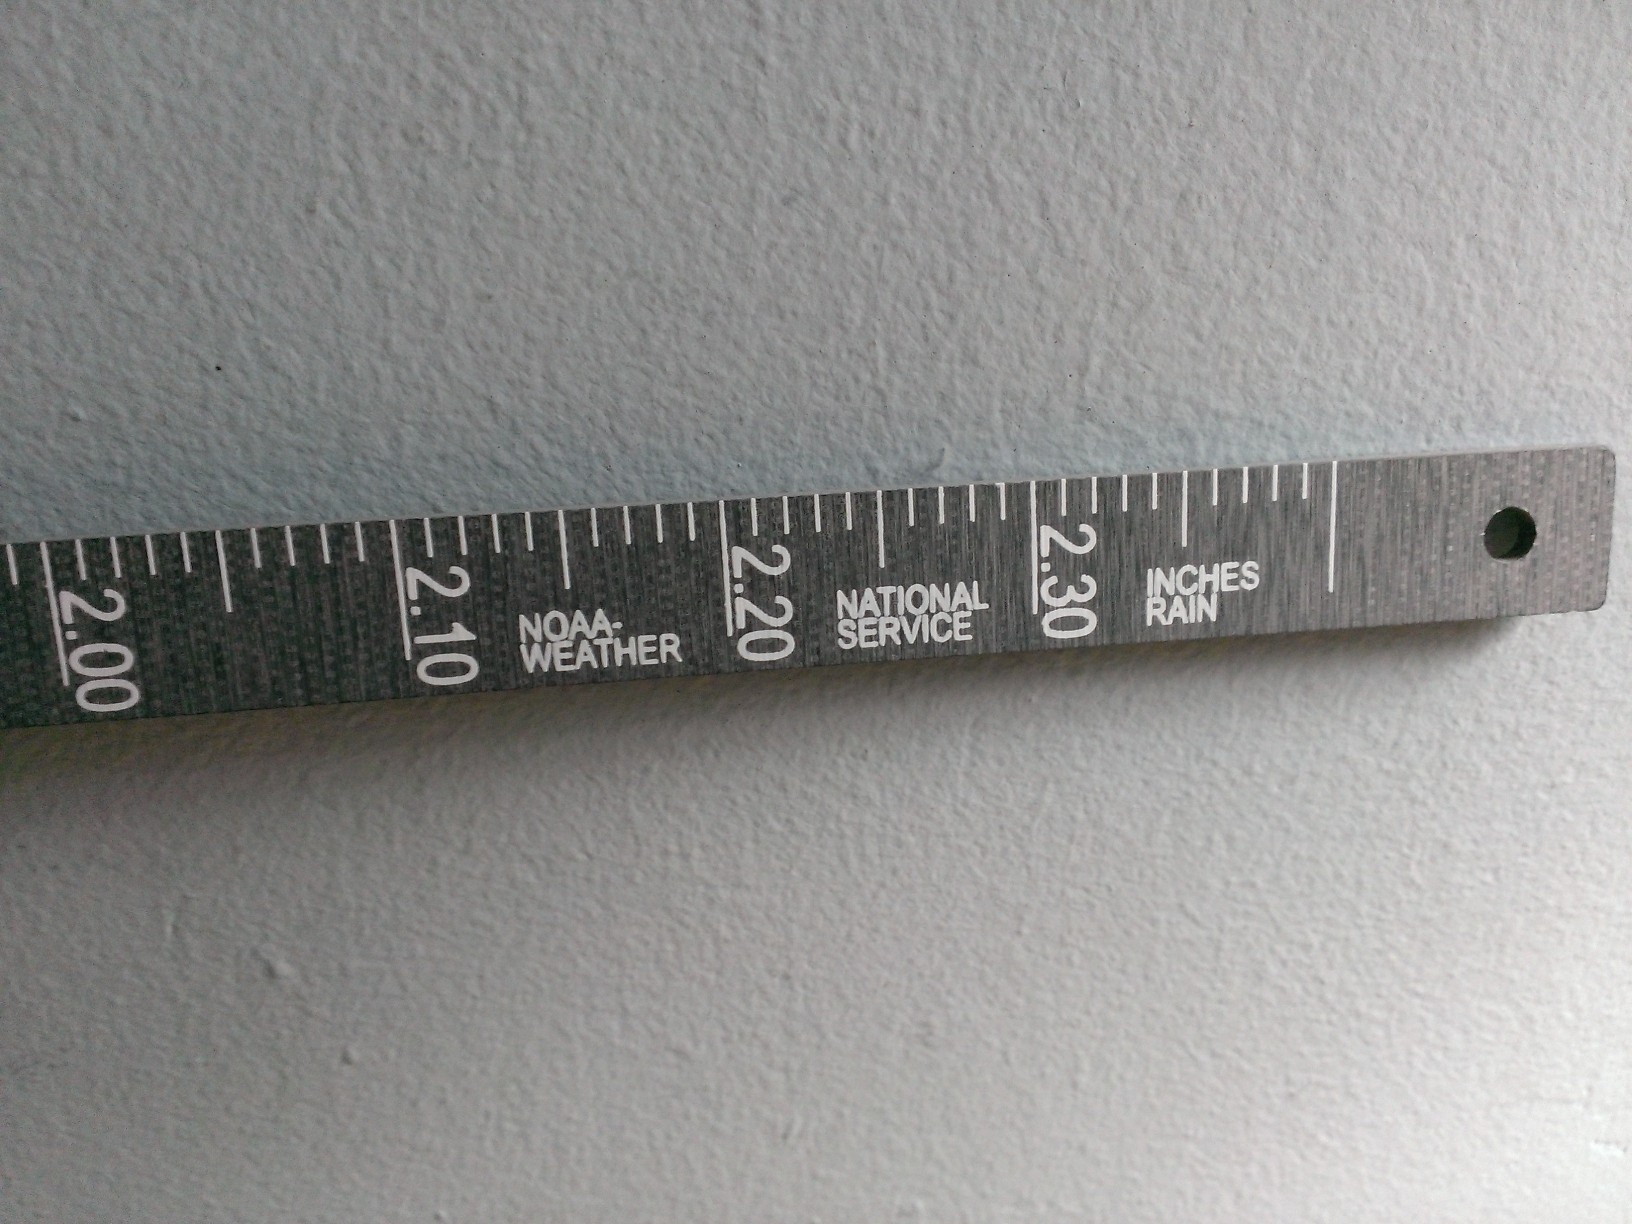 2.00
2.10
NOAA-
WEATHER
2.20
NATIONAL
SERVICE
2.30
INCHES
RAIN